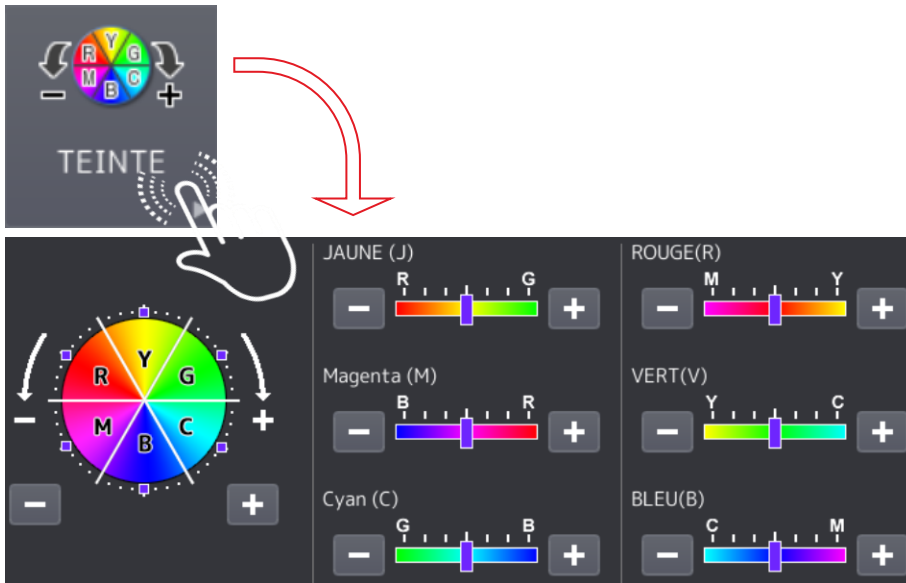 Y
R G
M C
B
− +
TEINTE
JAUNE (J)
R G
− +
ROUGE(R)
M Y
− +
Magenta (M)
B R
− +
VERT(V)
Y C
− +
Cyan (C)
G B
− +
BLEU(B)
C M
− +
Y
R G
M C
B
− +
− +